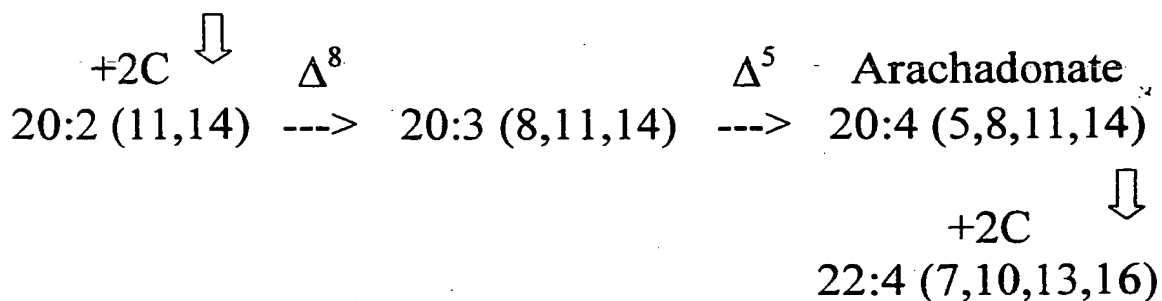 +2C ⇩ Δ⁸ Δ⁵ Arachadonate
20:2 (11,14) ---> 20:3 (8,11,14) ---> 20:4 (5,8,11,14)
⇩
+2C
22:4 (7,10,13,16)